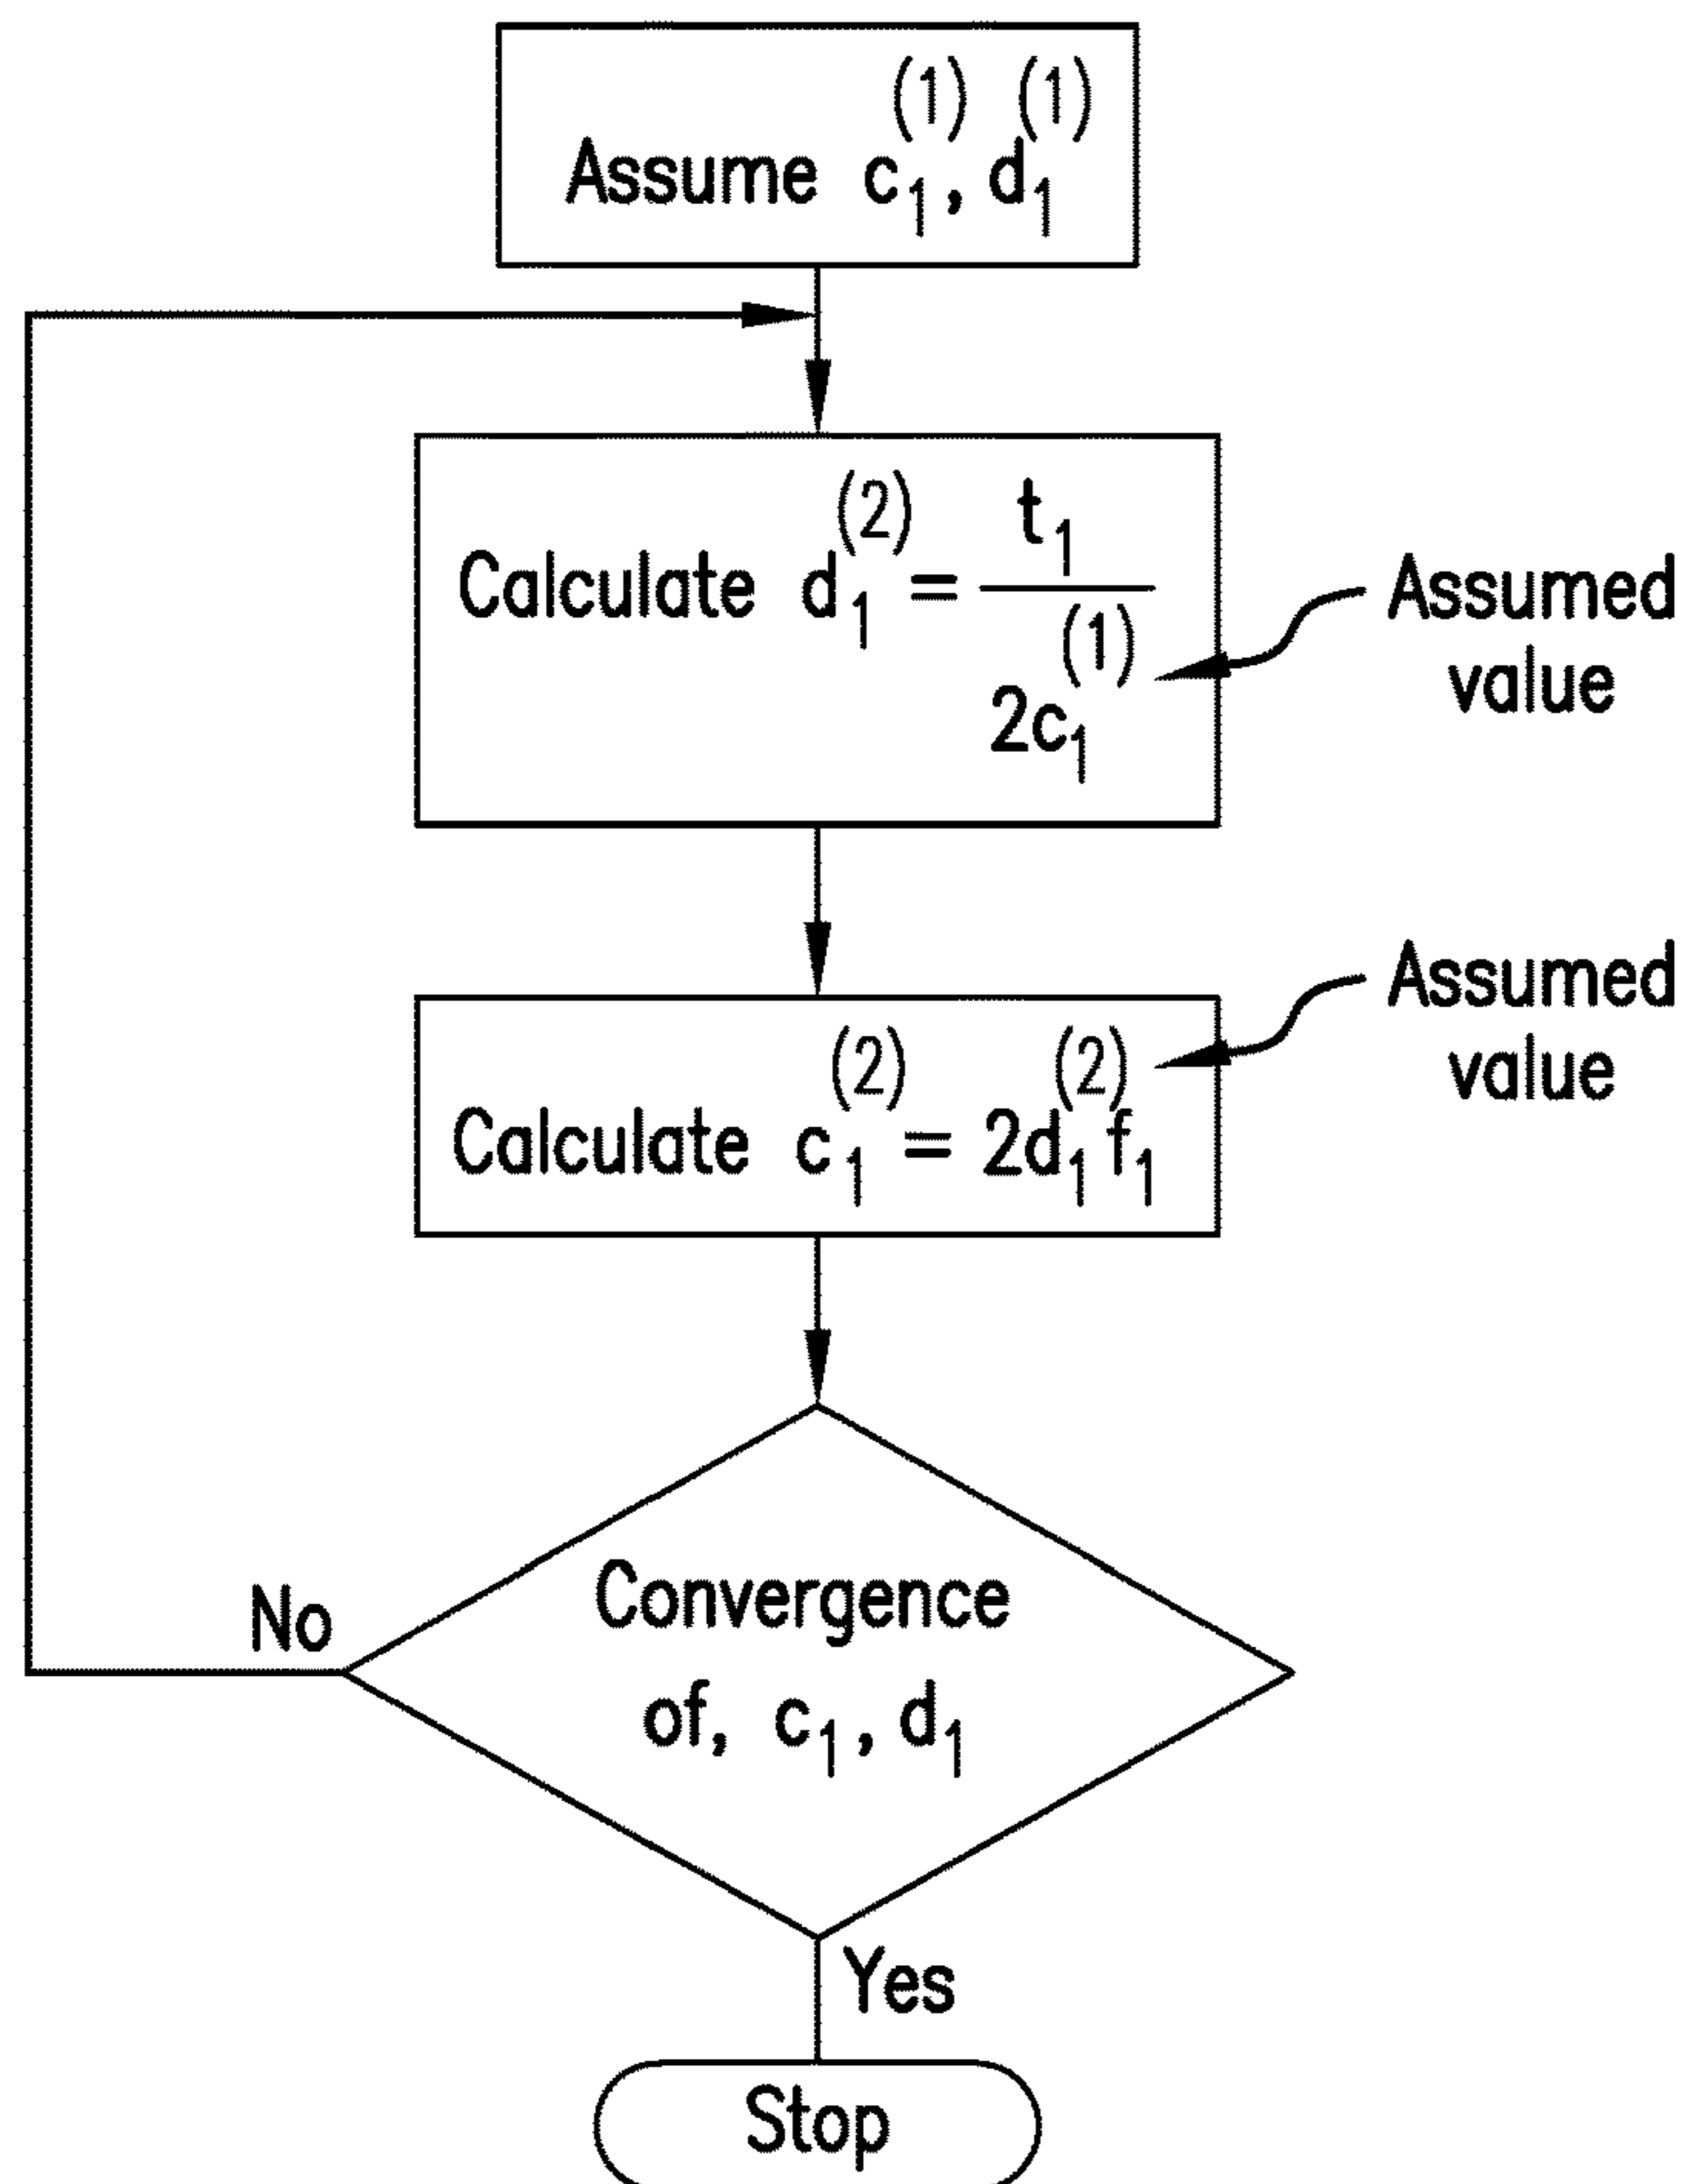 Assume c₁⁽¹⁾, d₁⁽¹⁾
Calculate d₁⁽²⁾ = t₁ / 2c₁⁽¹⁾
Assumed
value
Calculate c₁⁽²⁾ = 2d₁⁽²⁾f₁
Assumed
value
Convergence
of, c₁, d₁
No
Yes
Stop